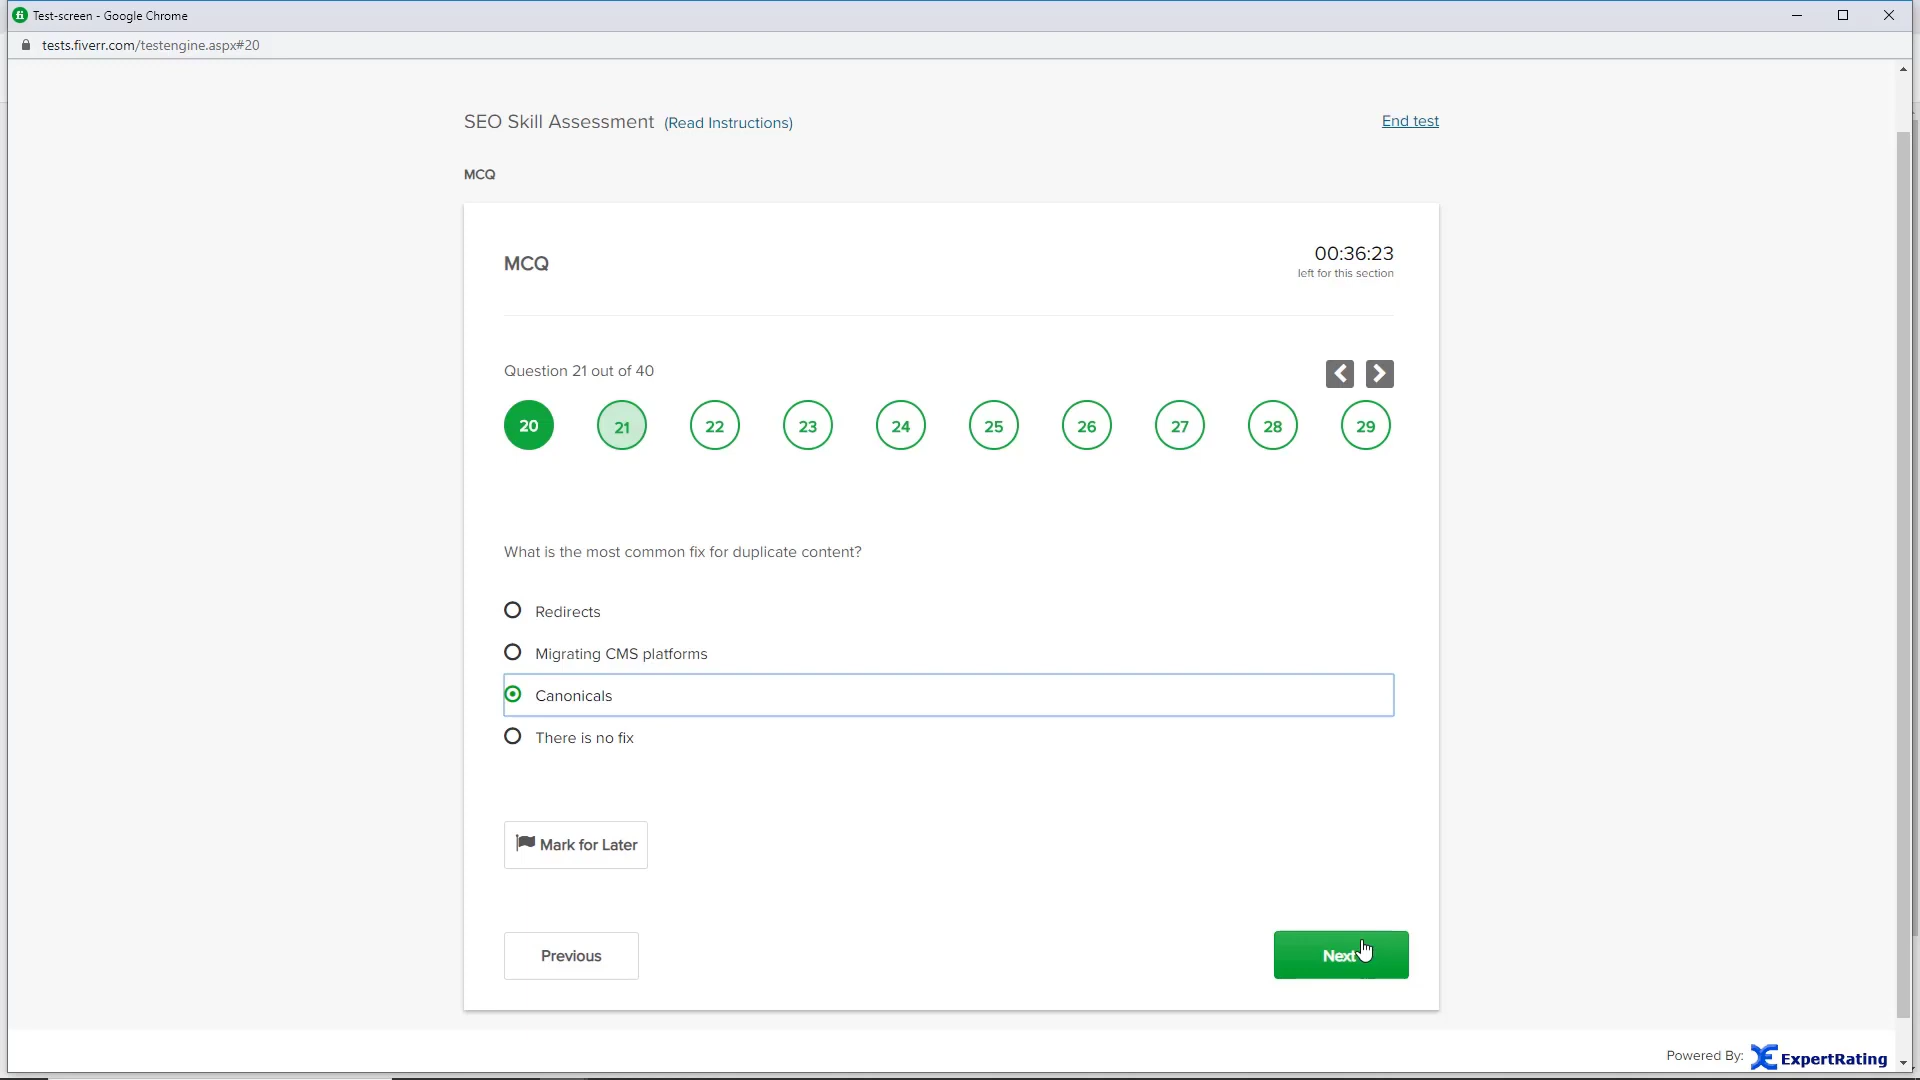 Test-screen - Google Chrome
tests.fiverr.com/testengine.aspx#20
SEO Skill Assessment (Read Instructions)
End test
MCQ
MCQ
00:36:23
left for this section
Question 21 out of 40
20 21 22 23 24 25 26 27 28 29
What is the most common fix for duplicate content?
Redirects
Migrating CMS platforms
Canonicals
There is no fix
Mark for Later
Previous
Next
Powered By: ExpertRating